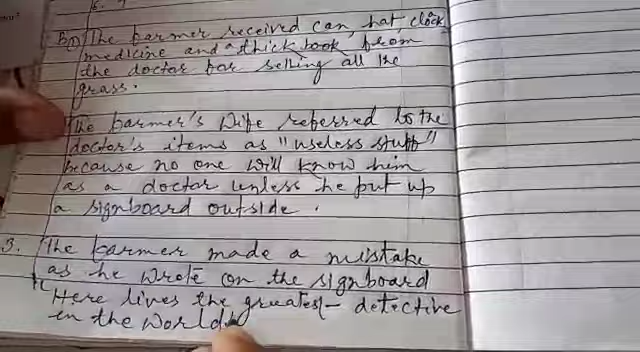 B) 1) The farmer received can, hat, cloak,
medicine and a thick book from
the doctor for selling all the
grass.
The farmer's wife referred to the
doctor's items as "useless stuff"
because no one will know him
as a doctor unless he put up
a signboard outside.
3. The farmer made a mistake
as he wrote on the signboard
"Here lives the greatest detective
in the world